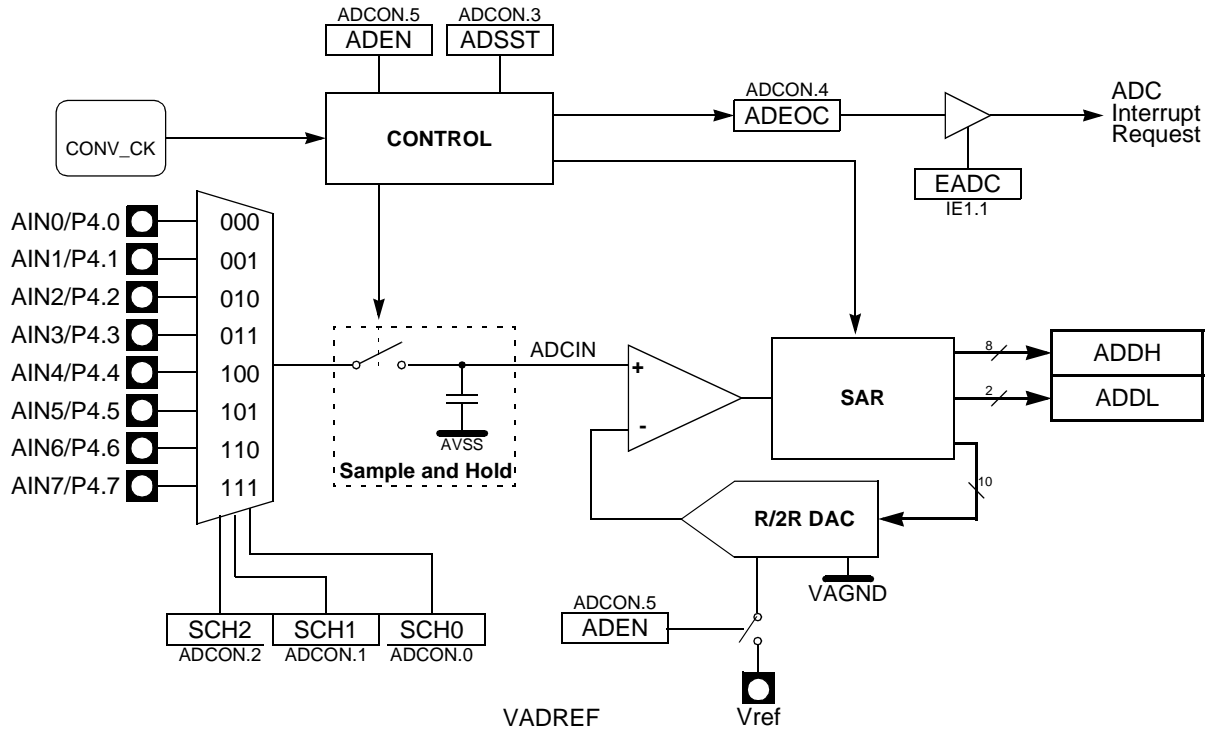 ADCON.5
ADEN
ADCON.3
ADSST
CONV_CK
CONTROL
ADCON.4
ADEOC
ADC
Interrupt
Request
EADC
IE1.1
AIN0/P4.0
000
AIN1/P4.1
001
AIN2/P4.2
010
AIN3/P4.3
011
AIN4/P4.4
100
AIN5/P4.5
101
AIN6/P4.6
110
AIN7/P4.7
111
AVSS
Sample and Hold
ADCIN
+
-
SAR
8
ADDH
2
ADDL
10
R/2R DAC
VAGND
SCH2
ADCON.2
SCH1
ADCON.1
SCH0
ADCON.0
ADCON.5
ADEN
VADREF
Vref